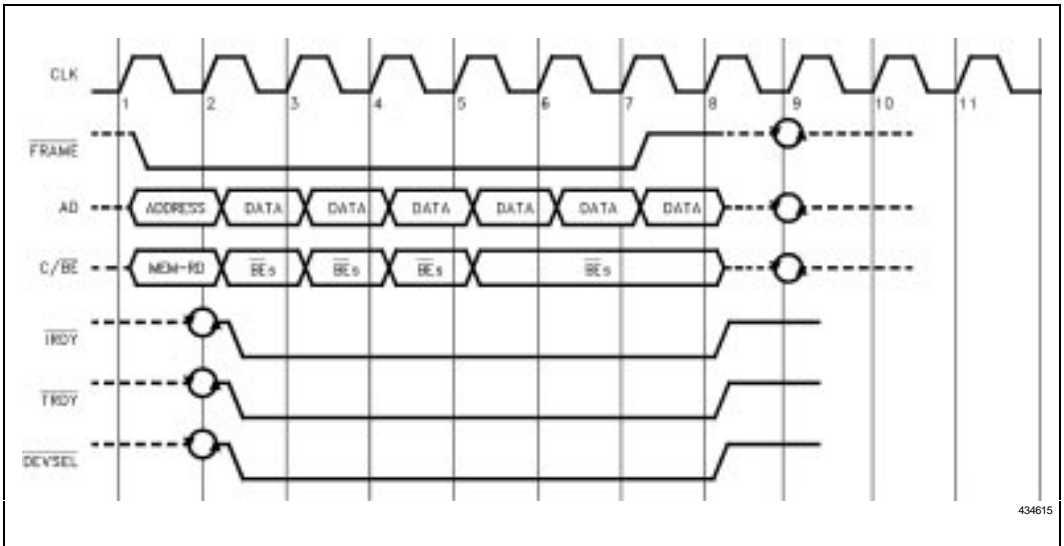 CLK
1 2 3 4 5 6 7 8 9 10 11
FRAME
AD ADDRESS DATA DATA DATA DATA DATA DATA
C/BE MEM-RD BEs BEs BEs BEs
IRDY
TRDY
DEVSEL
434615